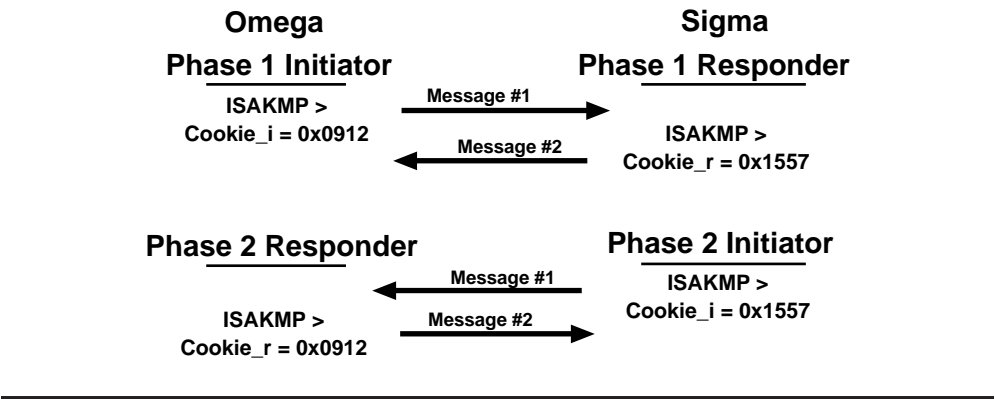 Omega Sigma
Phase 1 Initiator Phase 1 Responder
ISAKMP > Message #1
Cookie_i = 0x0912 ISAKMP >
Message #2 Cookie_r = 0x1557
Phase 2 Responder Phase 2 Initiator
Message #1 ISAKMP >
ISAKMP > Message #2 Cookie_i = 0x1557
Cookie_r = 0x0912